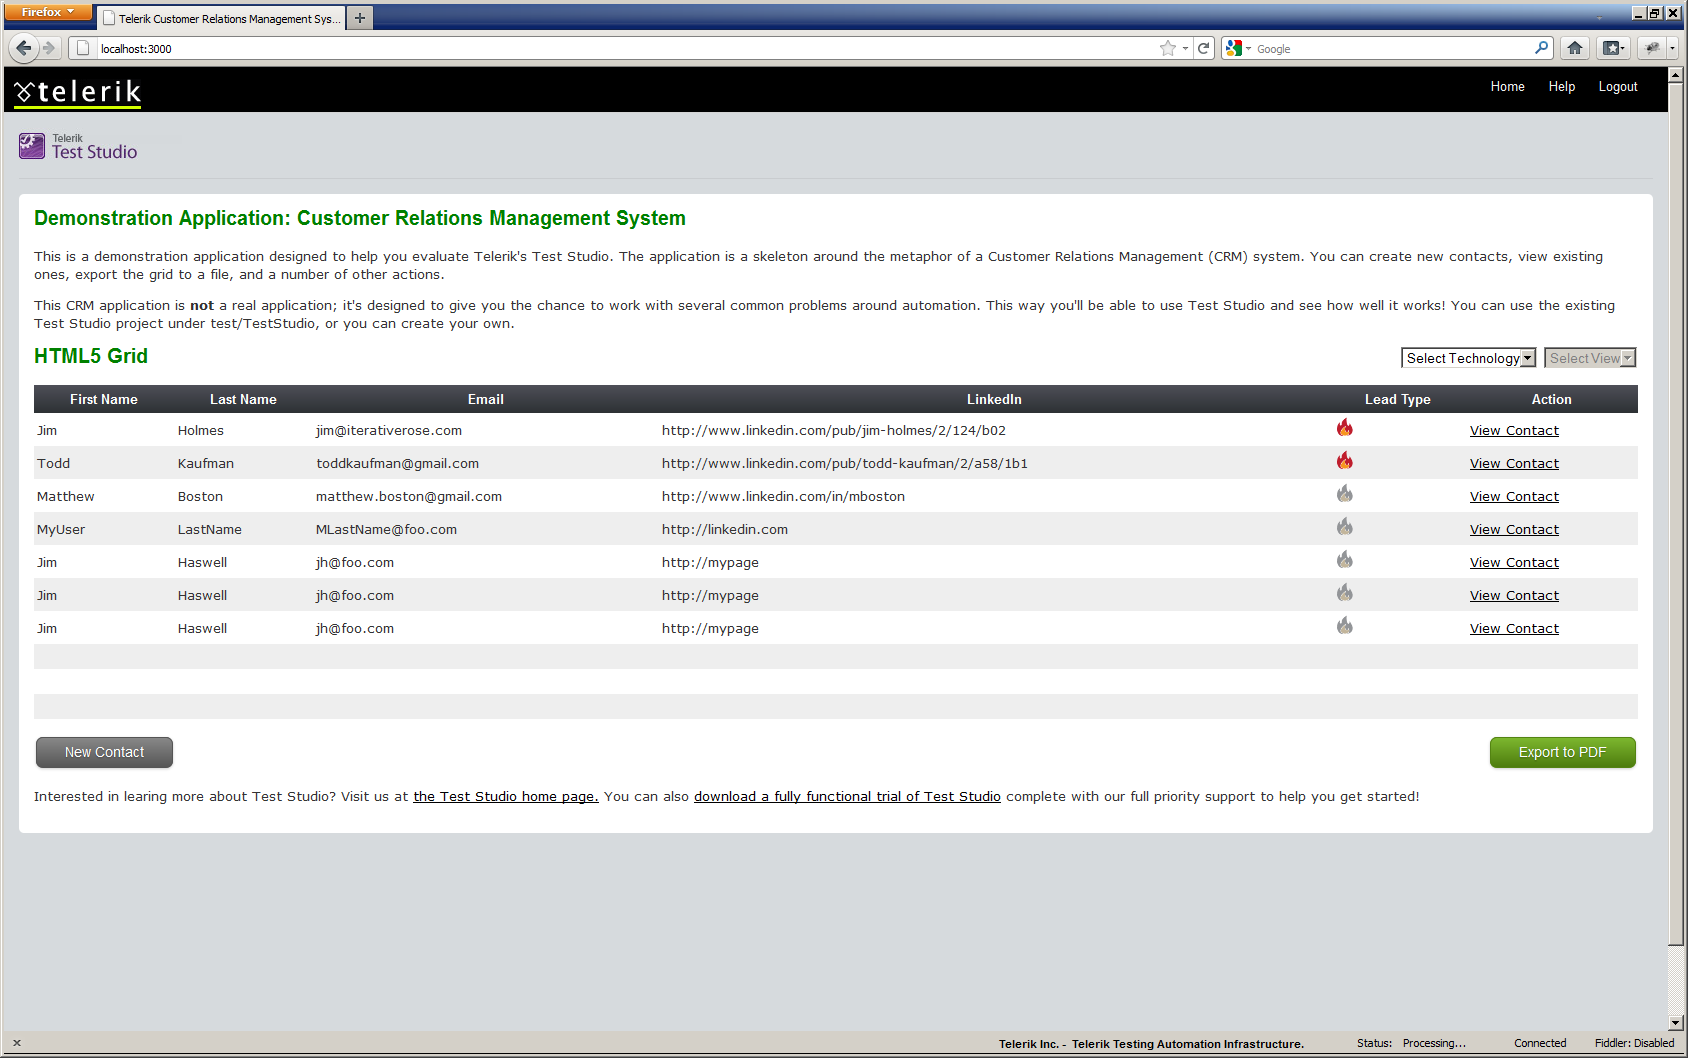 Firefox
Telerik Customer Relations Management Sys...
localhost:3000
Google
telerik
Home Help Logout
Telerik
Test Studio
Demonstration Application: Customer Relations Management System
This is a demonstration application designed to help you evaluate Telerik's Test Studio. The application is a skeleton around the metaphor of a Customer Relations Management (CRM) system. You can create new contacts, view existing
ones, export the grid to a file, and a number of other actions.
This CRM application is not a real application; it's designed to give you the chance to work with several common problems around automation. This way you'll be able to use Test Studio and see how well it works! You can use the existing
Test Studio project under test/TestStudio, or you can create your own.
HTML5 Grid
Select Technology Select View
First Name Last Name Email LinkedIn Lead Type Action
Jim Holmes jim@iterativerose.com http://www.linkedin.com/pub/jim-holmes/2/124/b02 View Contact
Todd Kaufman toddkaufman@gmail.com http://www.linkedin.com/pub/todd-kaufman/2/a58/1b1 View Contact
Matthew Boston matthew.boston@gmail.com http://www.linkedin.com/in/mboston View Contact
MyUser LastName MLastName@foo.com http://linkedin.com View Contact
Jim Haswell jh@foo.com http://mypage View Contact
Jim Haswell jh@foo.com http://mypage View Contact
Jim Haswell jh@foo.com http://mypage View Contact
New Contact Export to PDF
Interested in learing more about Test Studio? Visit us at the Test Studio home page. You can also download a fully functional trial of Test Studio complete with our full priority support to help you get started!
Telerik Inc. - Telerik Testing Automation Infrastructure. Status: Processing... Connected Fiddler: Disabled